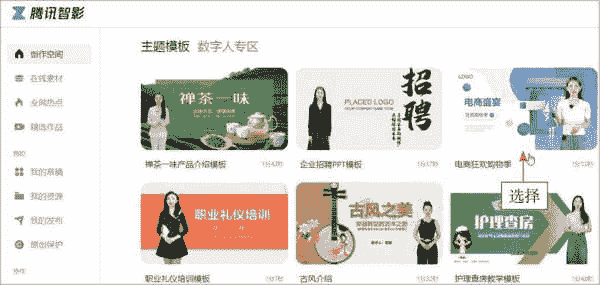 腾讯智影
主题模板 数字人专区
创作空间
在线素材
全网热点
精选作品
我的
我的草稿
我的资源
我的发布
原创保护
禅茶一味
禅茶一味产品介绍模板
招聘
PLACED LOGO
企业招聘PPT模板
电商盛宴
电商狂欢购物季
选择
职业礼仪培训
职业礼仪培训模板
古风之美
古风介绍
护理查房
护理查房教学模板